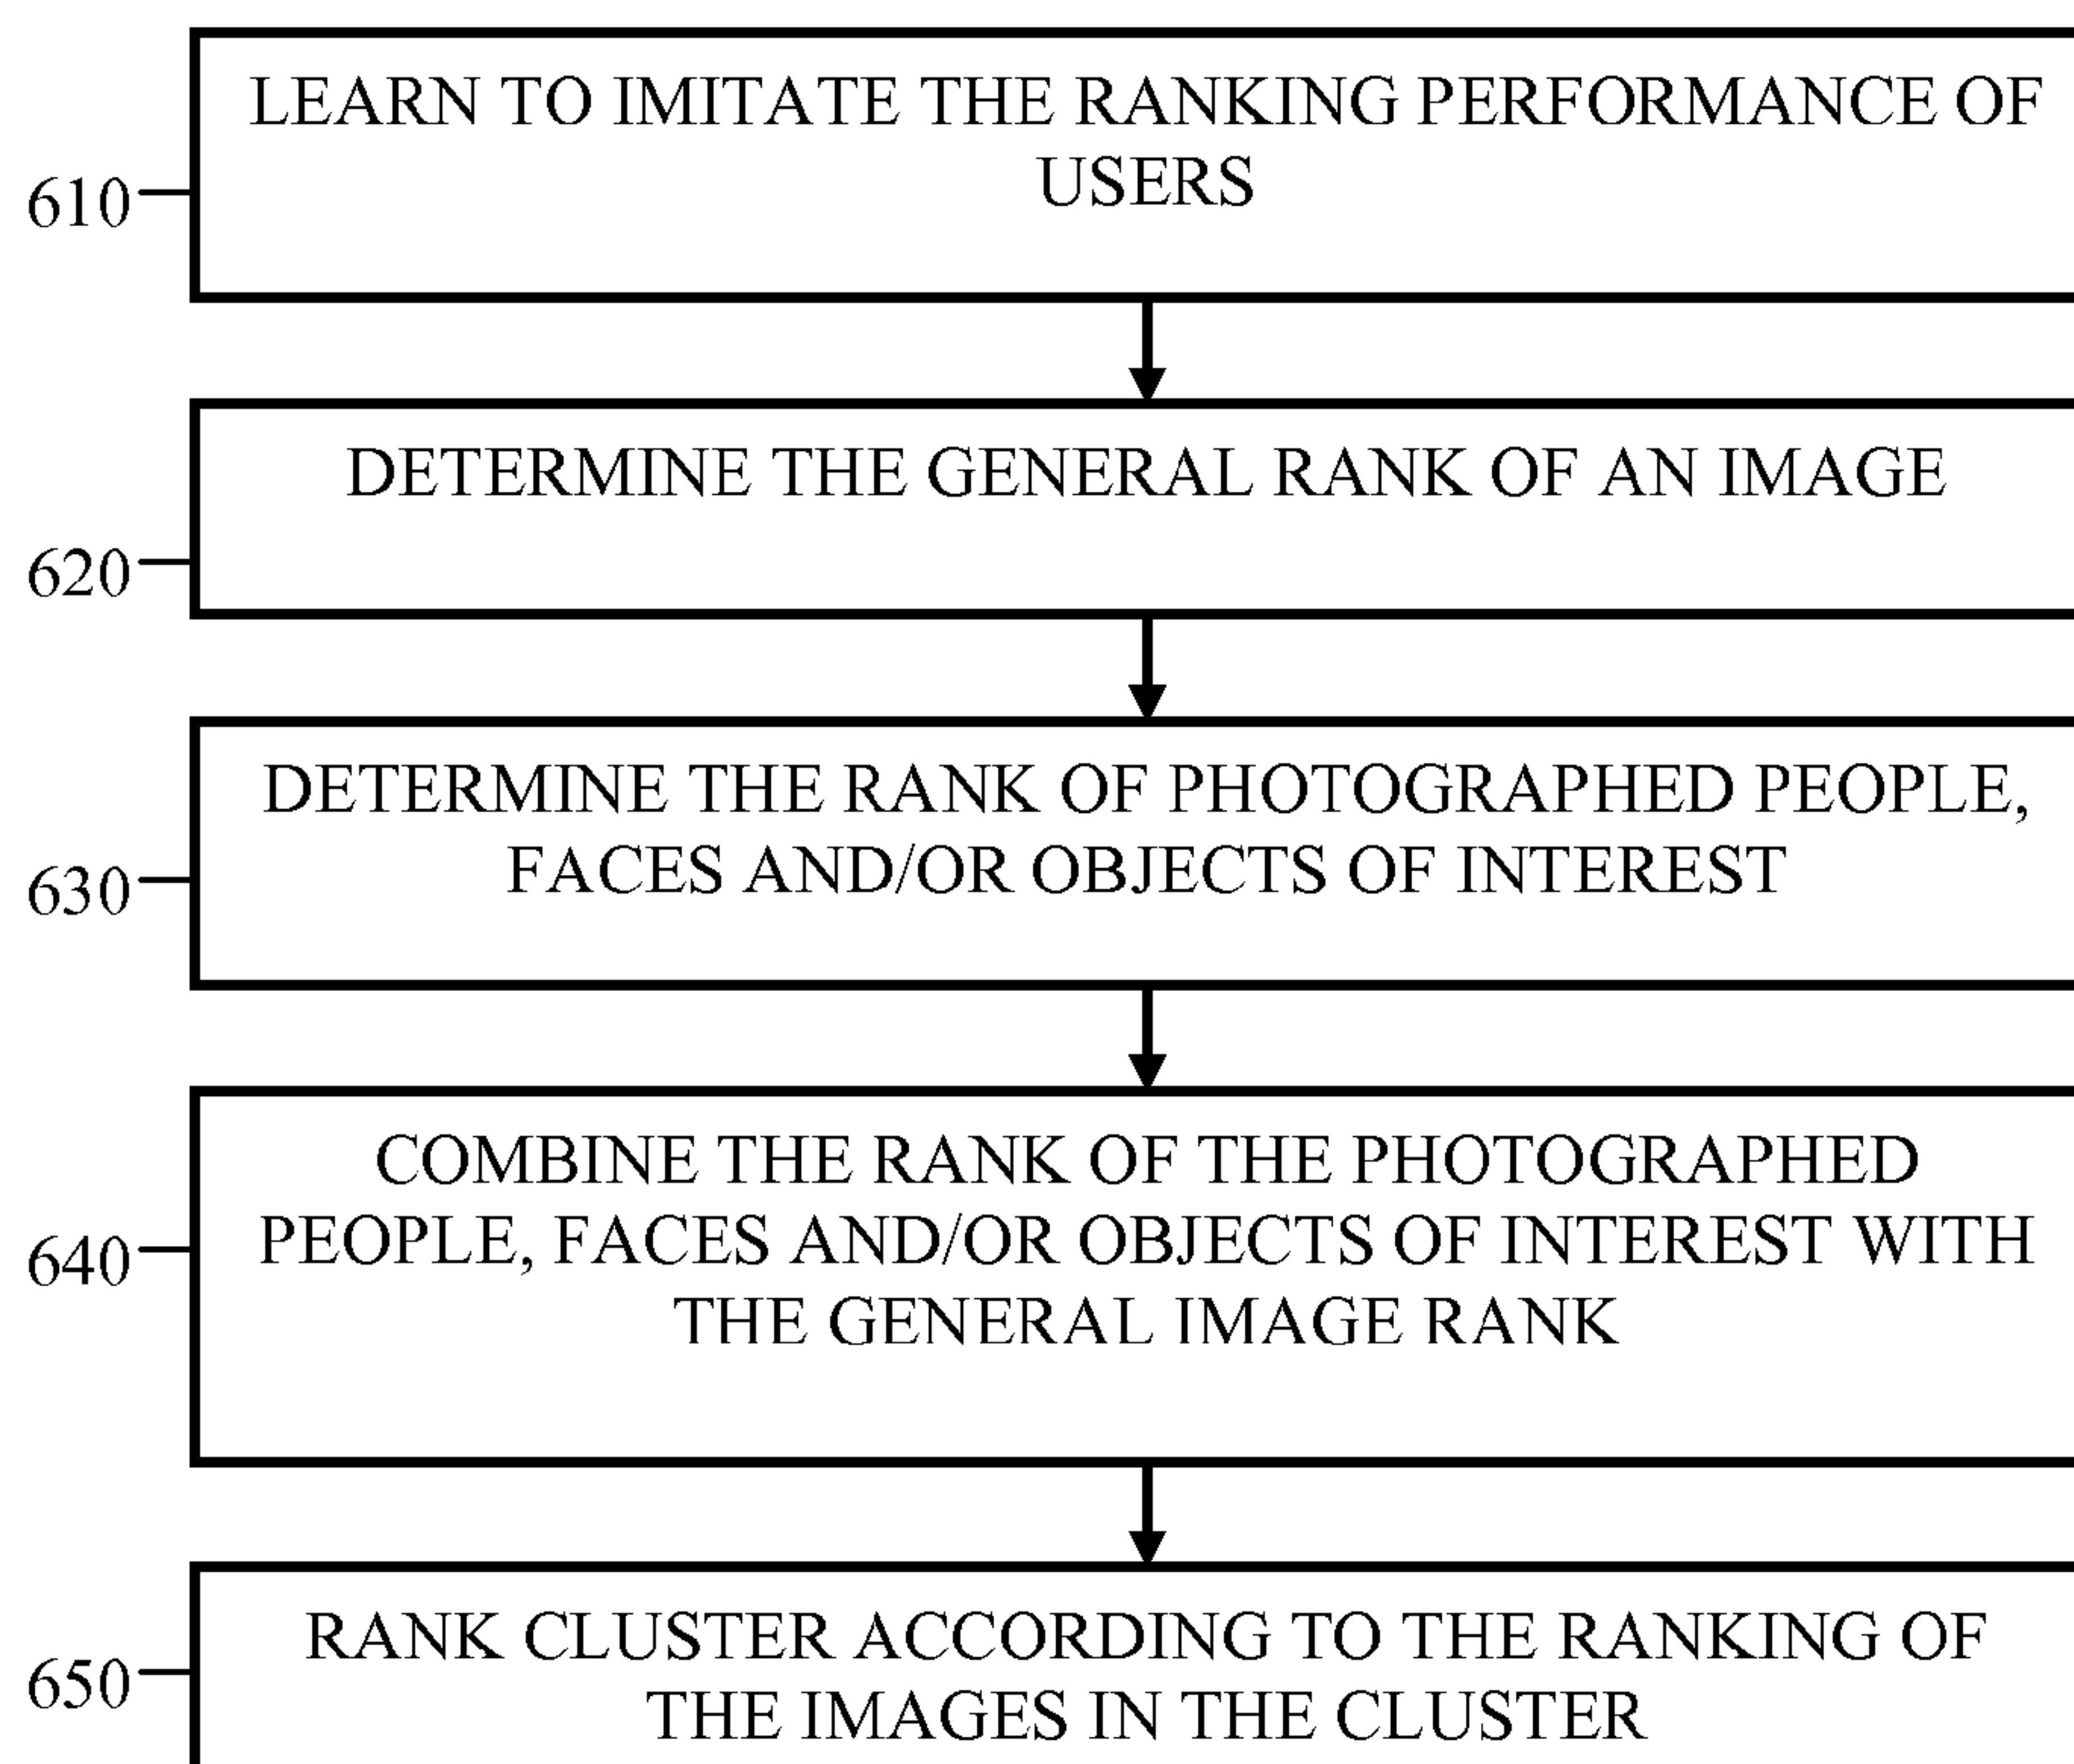 LEARN TO IMITATE THE RANKING PERFORMANCE OF
USERS
610
DETERMINE THE GENERAL RANK OF AN IMAGE
620
DETERMINE THE RANK OF PHOTOGRAPHED PEOPLE,
FACES AND/OR OBJECTS OF INTEREST
630
COMBINE THE RANK OF THE PHOTOGRAPHED
PEOPLE, FACES AND/OR OBJECTS OF INTEREST WITH
640
THE GENERAL IMAGE RANK
RANK CLUSTER ACCORDING TO THE RANKING OF
650
THE IMAGES IN THE CLUSTER